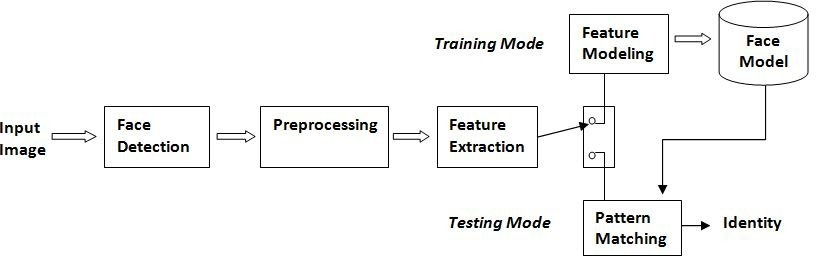 Training Mode
Feature
Modeling
Face
Model
Input
Image
Face
Detection
Preprocessing
Feature
Extraction
Testing Mode
Pattern
Matching
Identity